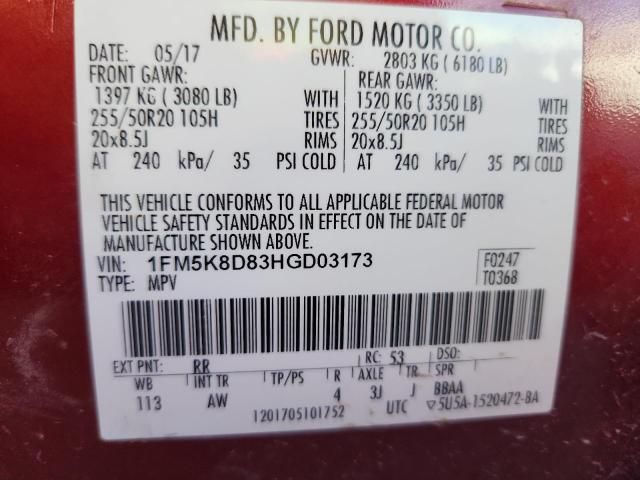 MFD. BY FORD MOTOR CO.
DATE: 05/17 GVWR: 2803 KG ( 6180 LB)
FRONT GAWR: REAR GAWR:
1397 KG ( 3080 LB) WITH 1520 KG ( 3350 LB) WITH
255/50R20 105H TIRES 255/50R20 105H TIRES
20x8.5J RIMS 20x8.5J RIMS
AT 240 kPa/ 35 PSI COLD AT 240 kPa/ 35 PSI COLD
THIS VEHICLE CONFORMS TO ALL APPLICABLE FEDERAL MOTOR
VEHICLE SAFETY STANDARDS IN EFFECT ON THE DATE OF
MANUFACTURE SHOWN ABOVE.
VIN: 1FM5K8D83HGD03173 F0247
TYPE: MPV T0368
EXT PNT: RR RC: 53 DSO:
WB INT TR TP/PS R AXLE TR SPR
113 AW 4 3J J BBAA
1201705101752 UTC ▽5U5A-1520472-BA